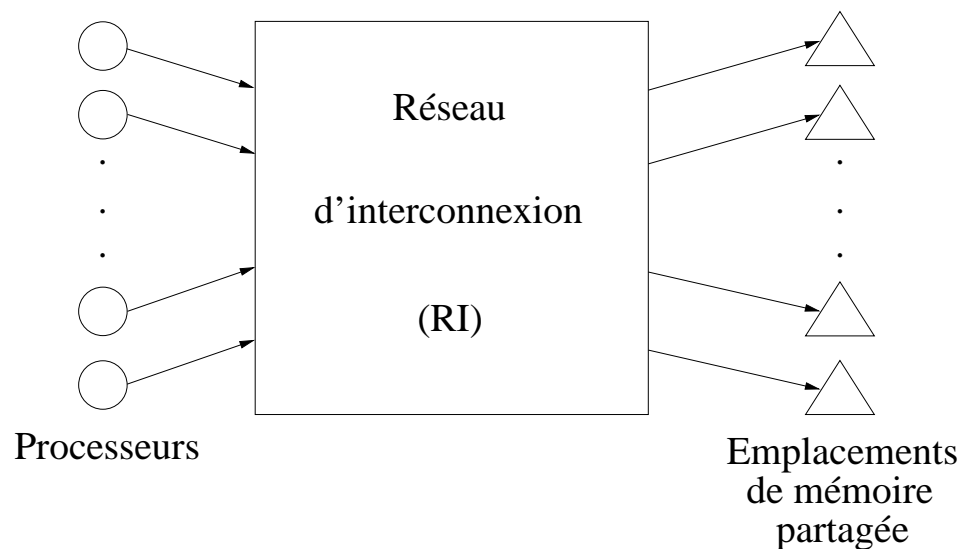 Réseau
d'interconnexion
(RI)
Processeurs
Emplacements
de mémoire
partagée